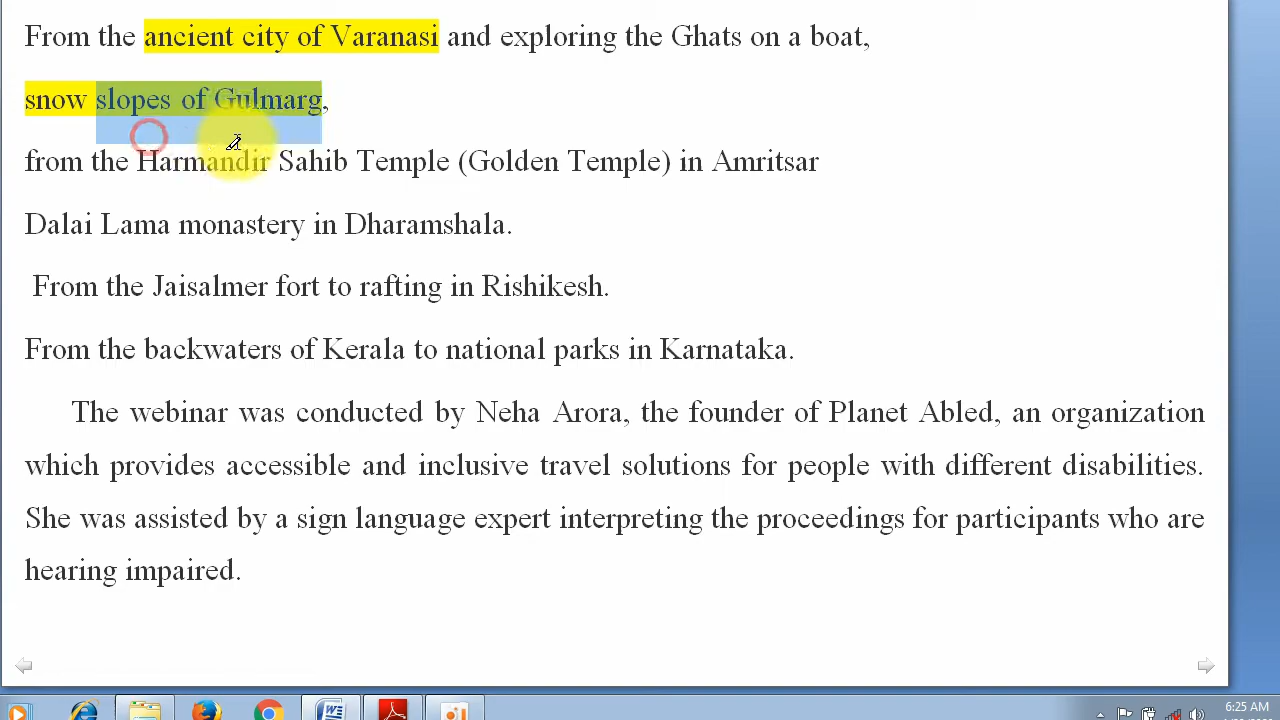 From the ancient city of Varanasi and exploring the Ghats on a boat,
snow slopes of Gulmarg,
from the Harmandir Sahib Temple (Golden Temple) in Amritsar
Dalai Lama monastery in Dharamshala.
From the Jaisalmer fort to rafting in Rishikesh.
From the backwaters of Kerala to national parks in Karnataka.
The webinar was conducted by Neha Arora, the founder of Planet Abled, an organization
which provides accessible and inclusive travel solutions for people with different disabilities.
She was assisted by a sign language expert interpreting the proceedings for participants who are
hearing impaired.
6:25 AM